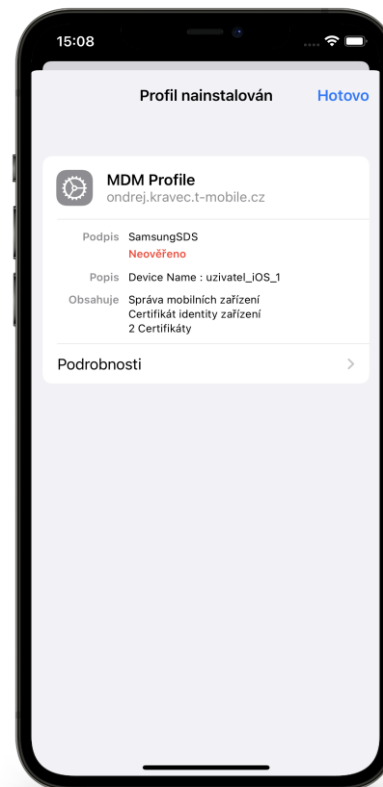 15:08
Profil nainstalován
Hotovo
MDM Profile
ondrej.kravec.t-mobile.cz
Podpis SamsungSDS
Neověřeno
Popis Device Name : uzivatel_iOS_1
Obsahuje Správa mobilních zařízení
Certifikát identity zařízení
2 Certifikáty
Podrobnosti